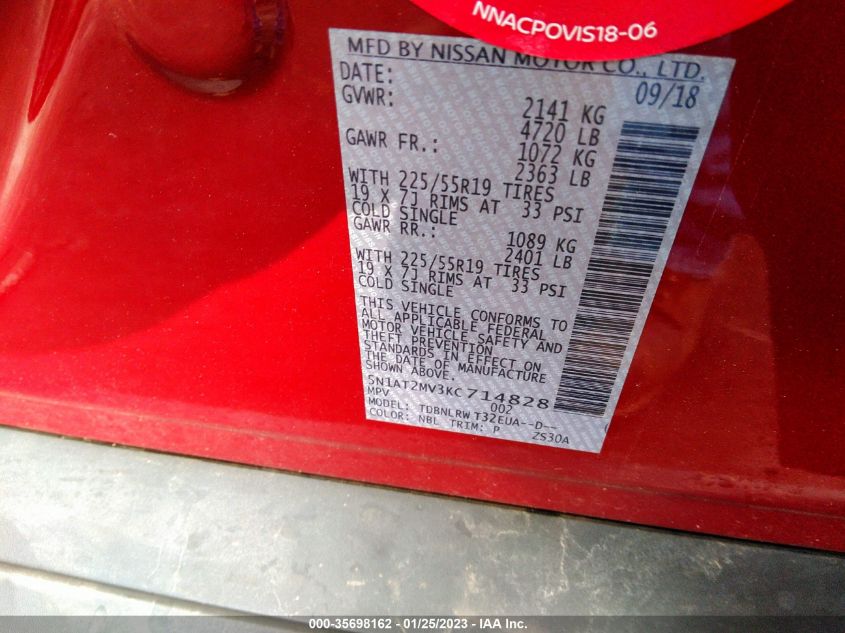 NNACPOVIS18-06
MFD BY NISSAN MOTOR CO., LTD.
DATE: 09/18
GVWR: 2141 KG
4720 LB
GAWR FR.: 1072 KG
2363 LB
WITH 225/55R19 TIRES
19 X 7J RIMS AT 33 PSI
COLD SINGLE
GAWR RR.: 1089 KG
2401 LB
WITH 225/55R19 TIRES
19 X 7J RIMS AT 33 PSI
COLD SINGLE
THIS VEHICLE CONFORMS TO
ALL APPLICABLE FEDERAL
MOTOR VEHICLE SAFETY AND
THEFT PREVENTION
STANDARDS IN EFFECT ON
THE DATE OF MANUFACTURE
SHOWN ABOVE.
5N1AT2MV3KC714828
MPV 002
MODEL: TDBNLRW T32EUA--D--
COLOR: NBL TRIM: P ZS30A
000-35698162 - 01/25/2023 - IAA Inc.